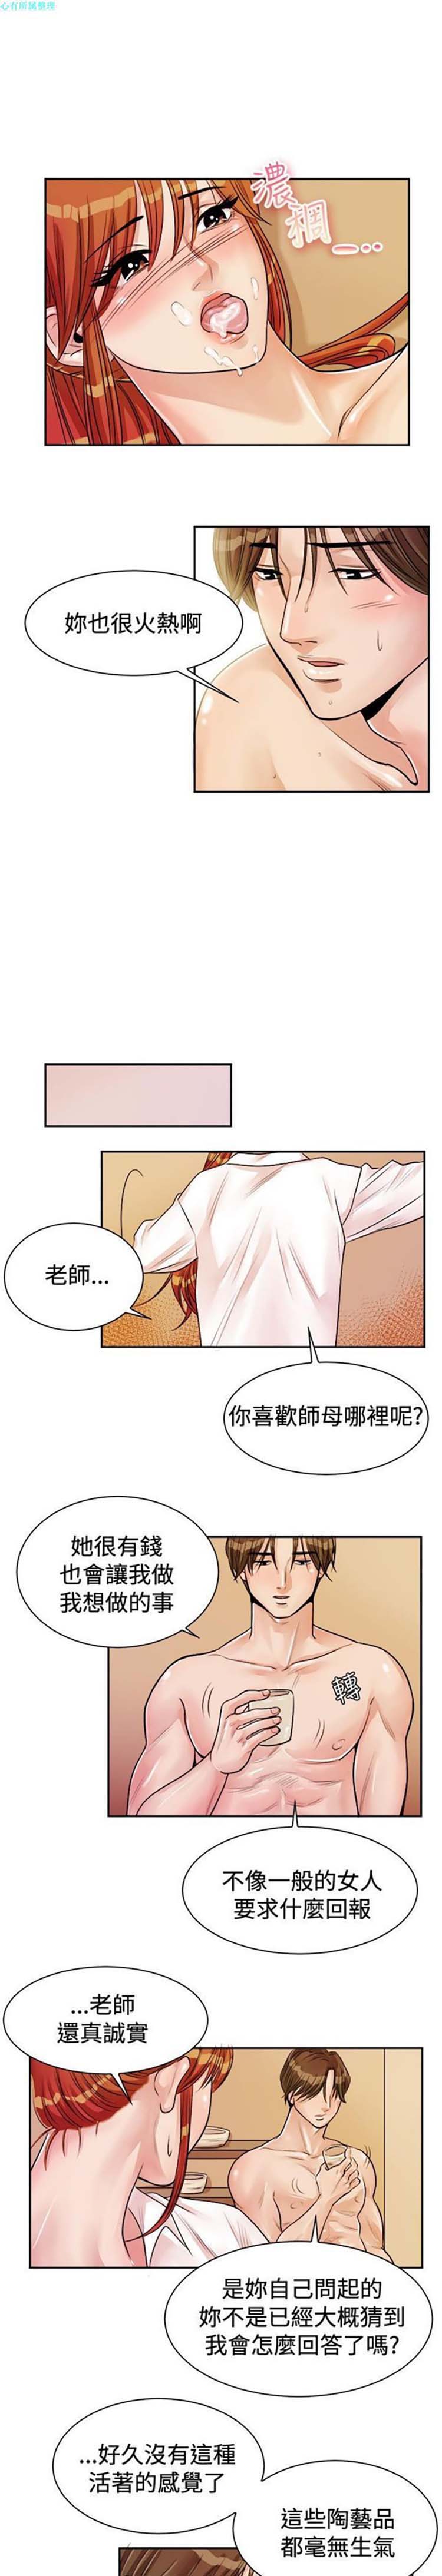 心有所属整理
濃稠—...
妳也很火熱啊
老師...
你喜歡師母哪裡呢?
她很有錢
也會讓我做
我想做的事
轉
不像一般的女人
要求什麼回報
...老師
還真誠實
是妳自己問起的
妳不是已經大概猜到
我會怎麼回答了嗎?
...好久沒有這種
活著的感覺了
這些陶藝品
都毫無生氣